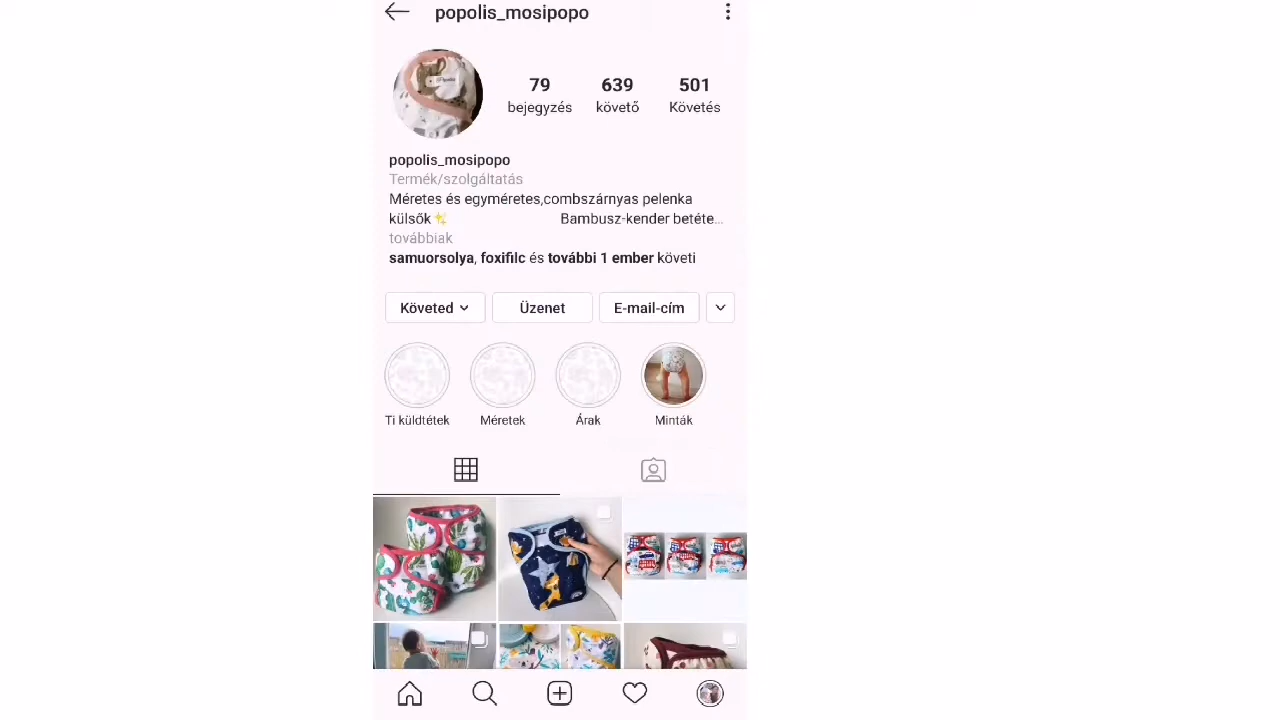 popolis_mosipopo
79 639 501
bejegyzés követő Követés
popolis_mosipopo
Termék/szolgáltatás
Méretes és egyméretes,combszárnyas pelenka
külsők✨ Bambusz-kender betéte...
továbbiak
samuorsolya, foxifilc és további 1 ember követi
Követed Üzenet E-mail-cím
Ti küldtétek Méretek Árak Minták